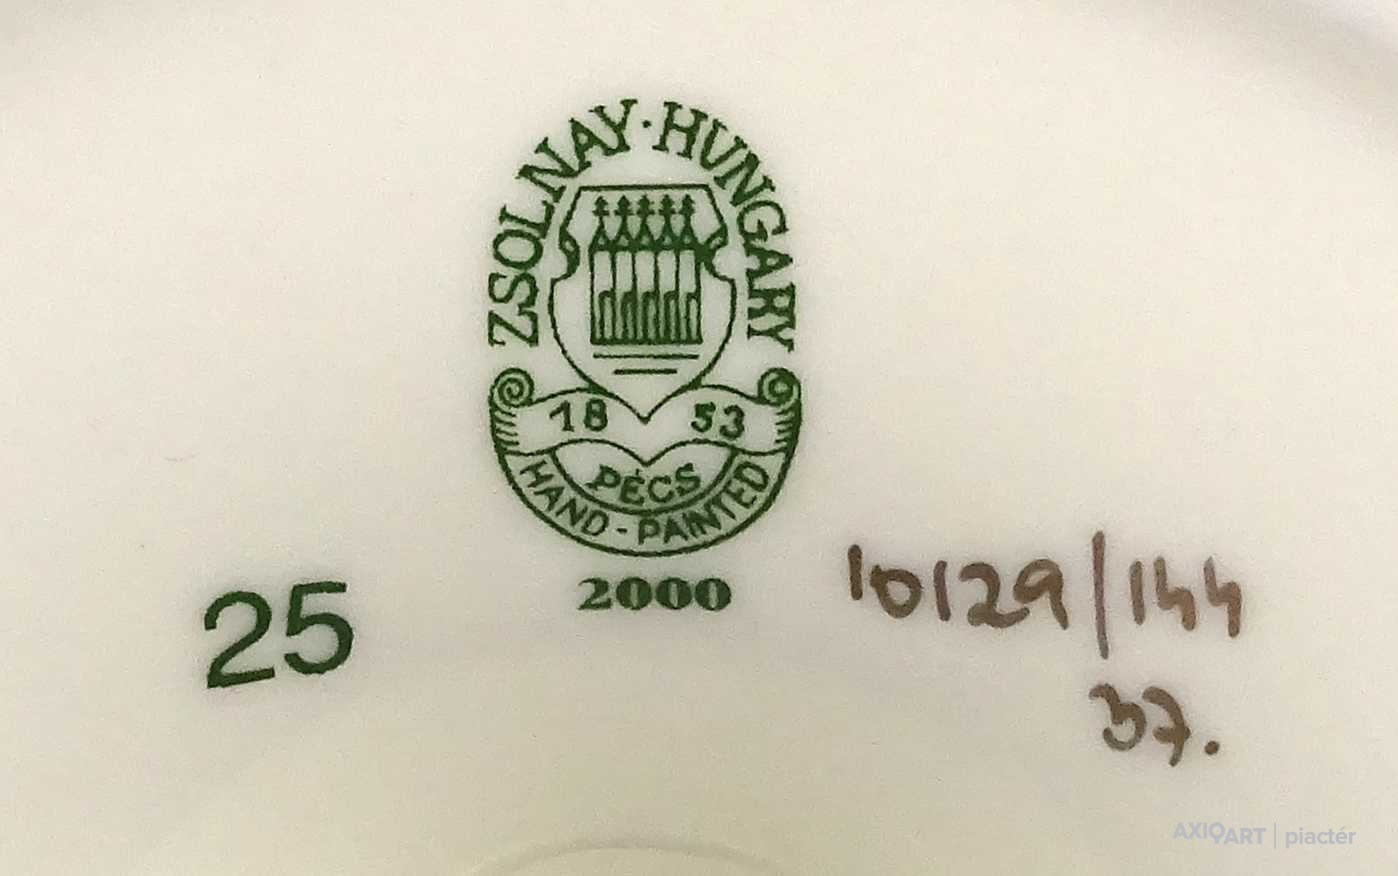 ZSOLNAY · HUNGARY
18 53
PÉCS
HAND-PAINTED
2000
25
10129/144
37.
AXIOART | piactér